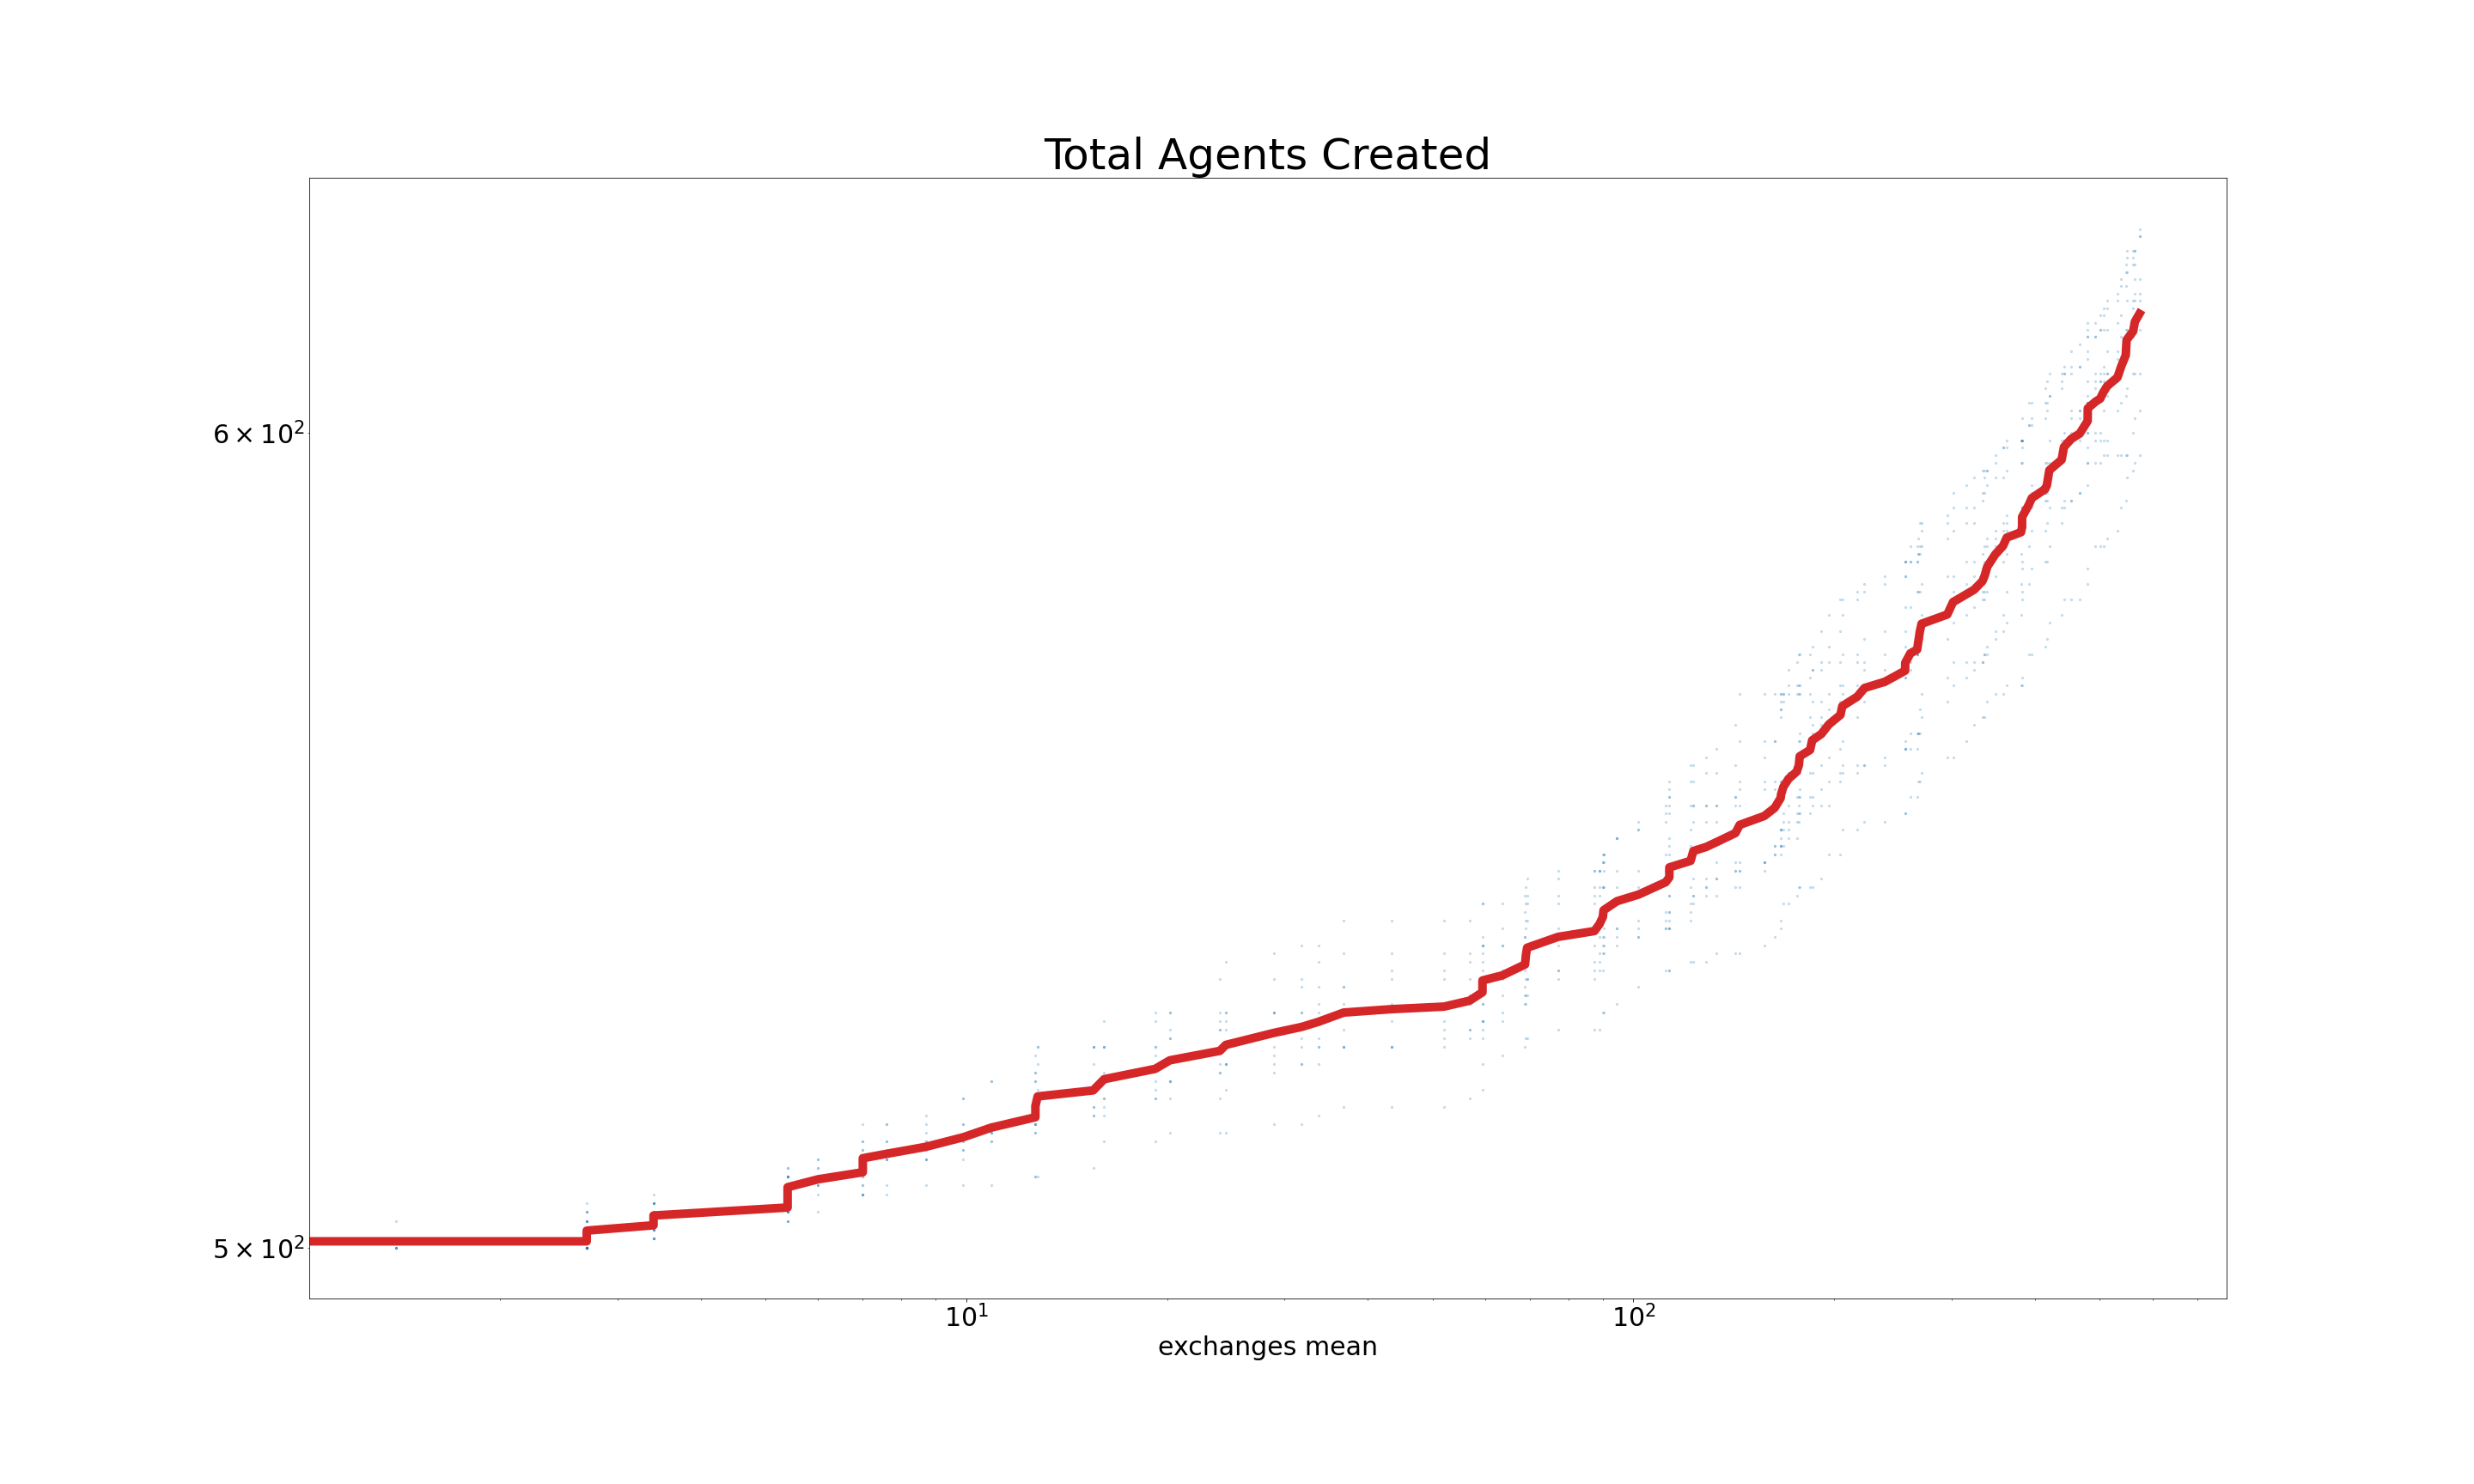 Total Agents Created
6 × 10²
5 × 10²
10¹
10²
exchanges mean